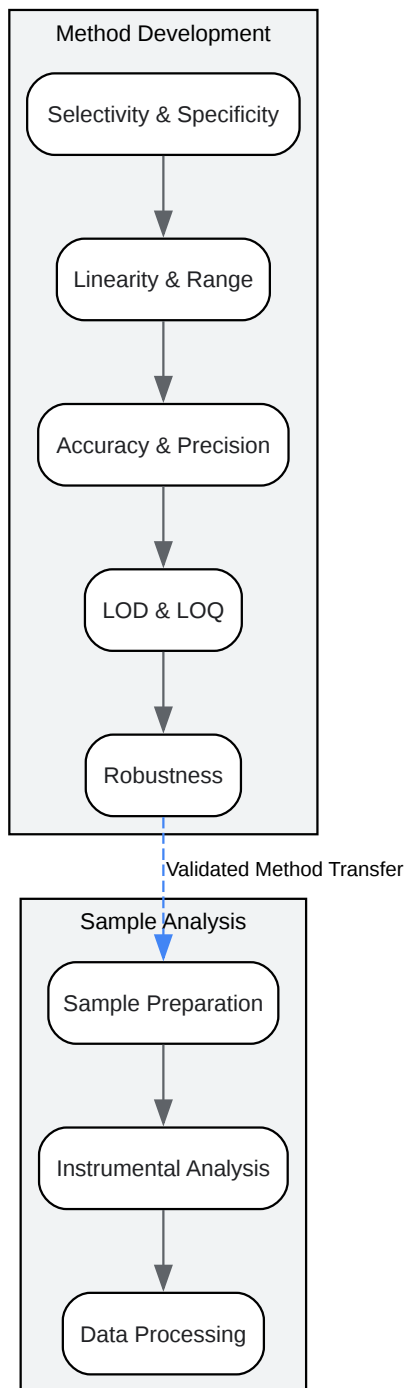 Method Development
Selectivity & Specificity
Linearity & Range
Accuracy & Precision
LOD & LOQ
Robustness
Validated Method Transfer
Sample Analysis
Sample Preparation
Instrumental Analysis
Data Processing